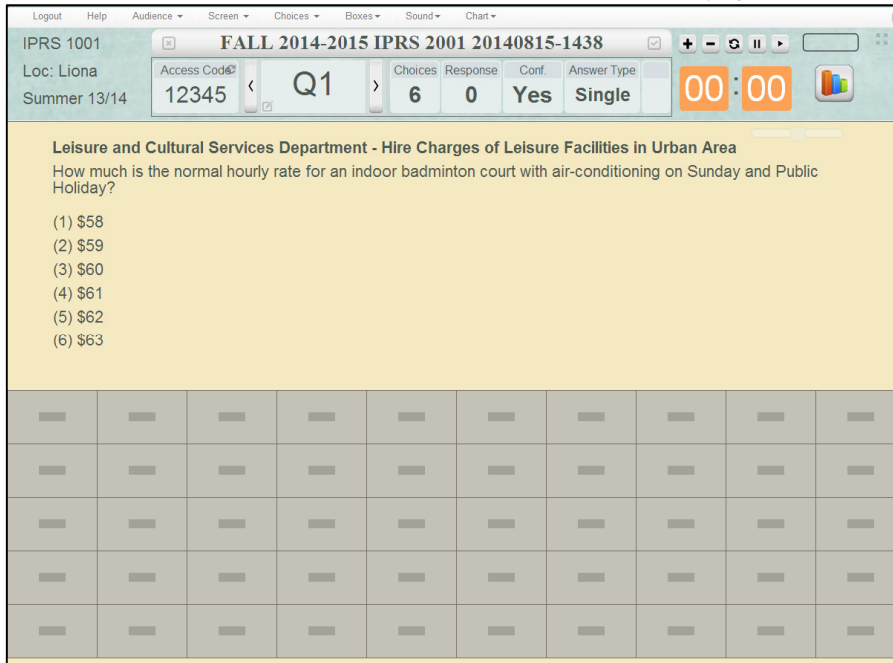 Logout Help Audience Screen Choices Boxes Sound Chart
IPRS 1001
FALL 2014-2015 IPRS 2001 20140815-1438
Loc: Liona
Summer 13/14
Access Code
12345
Q1
Choices
6
Response
0
Conf.
Yes
Answer Type
Single
00:00
Leisure and Cultural Services Department - Hire Charges of Leisure Facilities in Urban Area
How much is the normal hourly rate for an indoor badminton court with air-conditioning on Sunday and Public
Holiday?
(1) $58
(2) $59
(3) $60
(4) $61
(5) $62
(6) $63